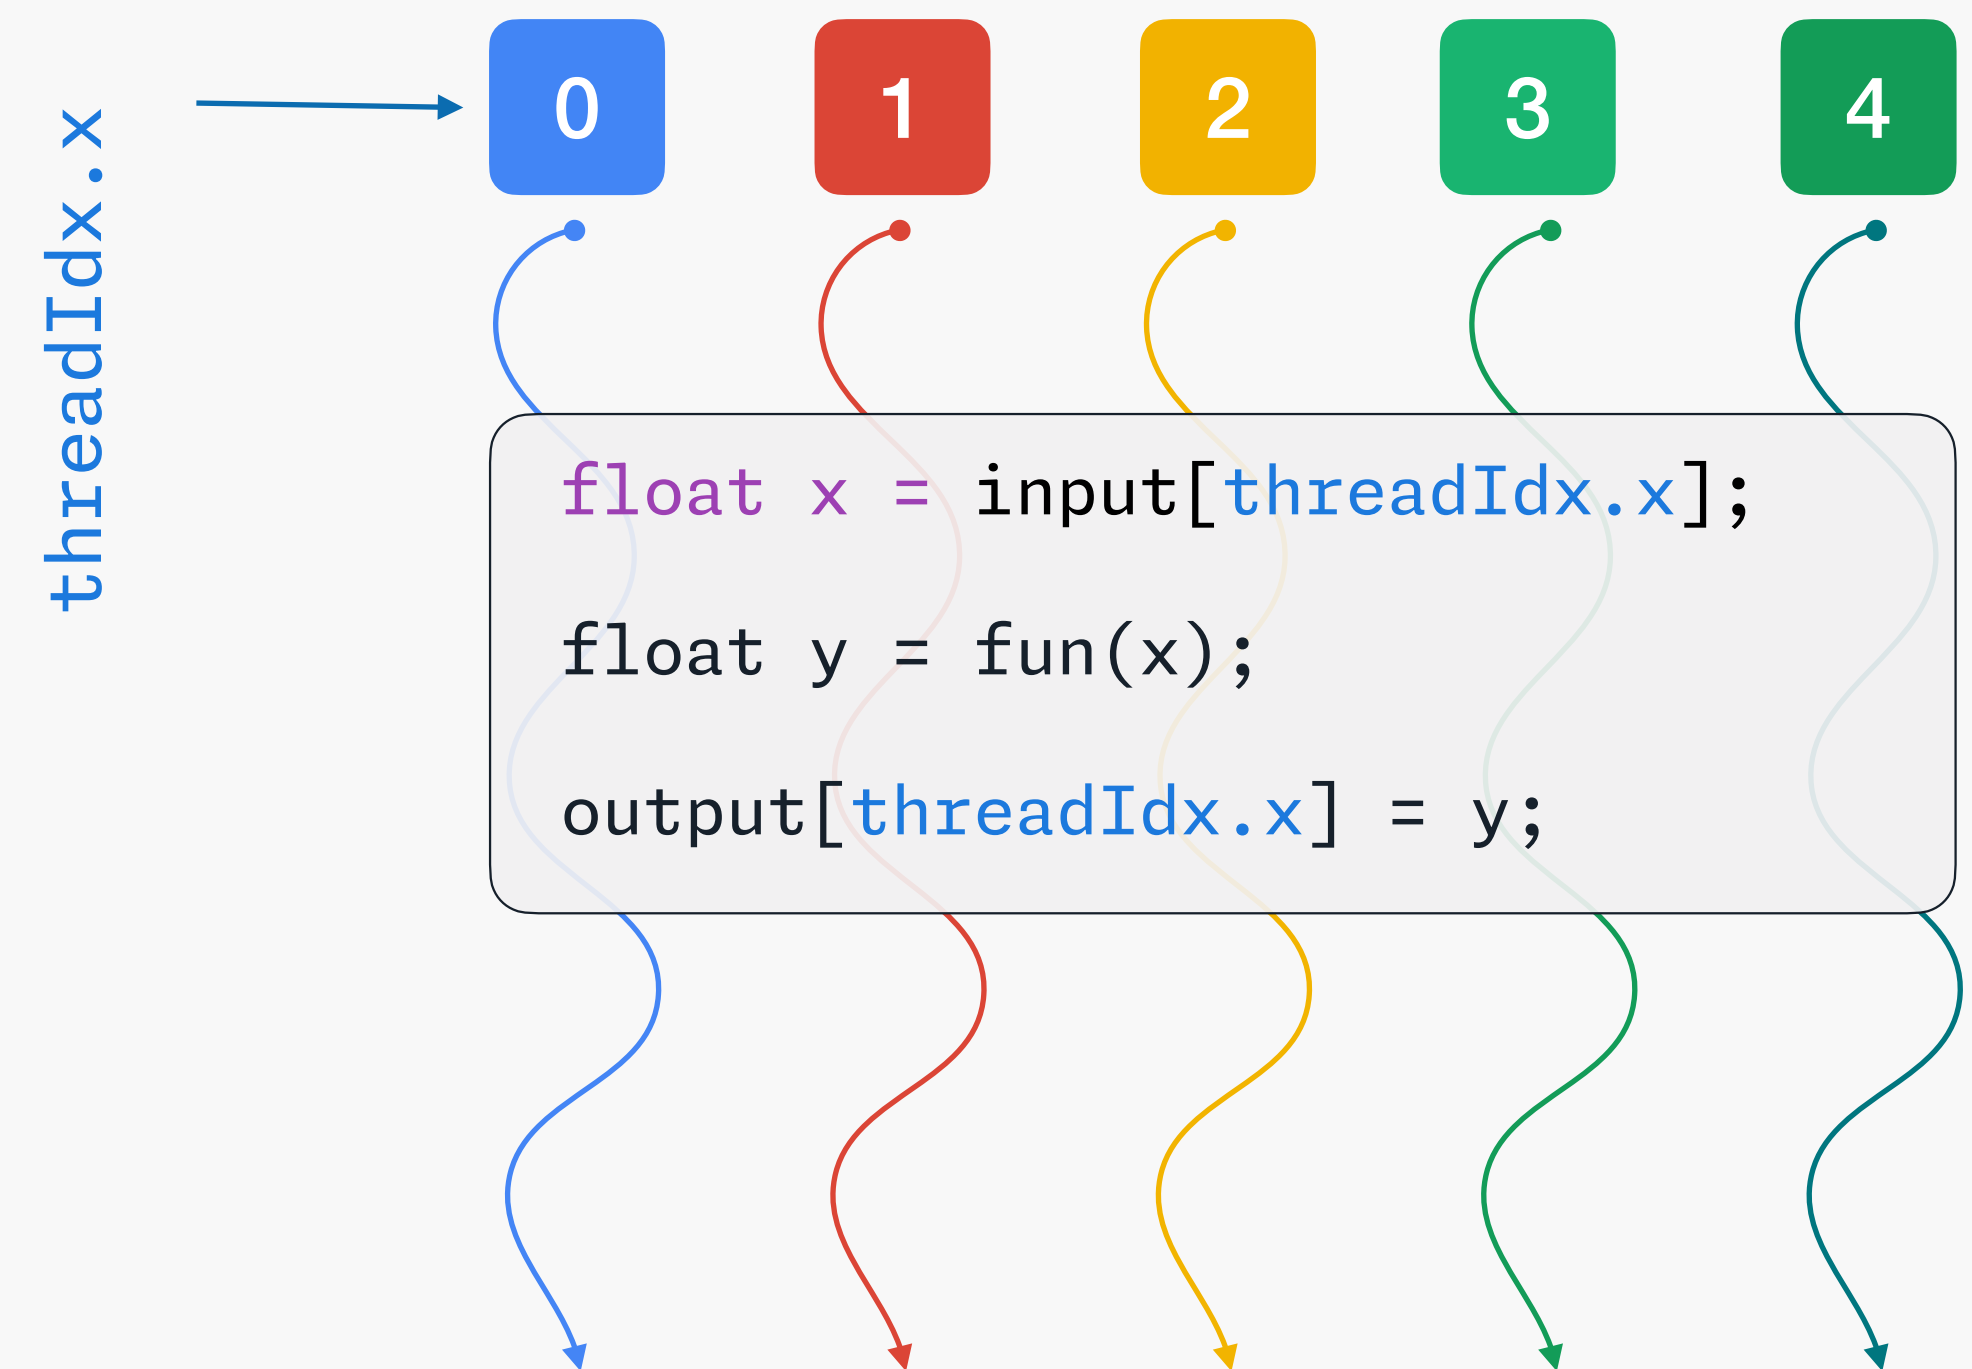 threadIdx.x
0 1 2 3 4
float x = input[threadIdx.x];
float y = fun(x);
output[threadIdx.x] = y;